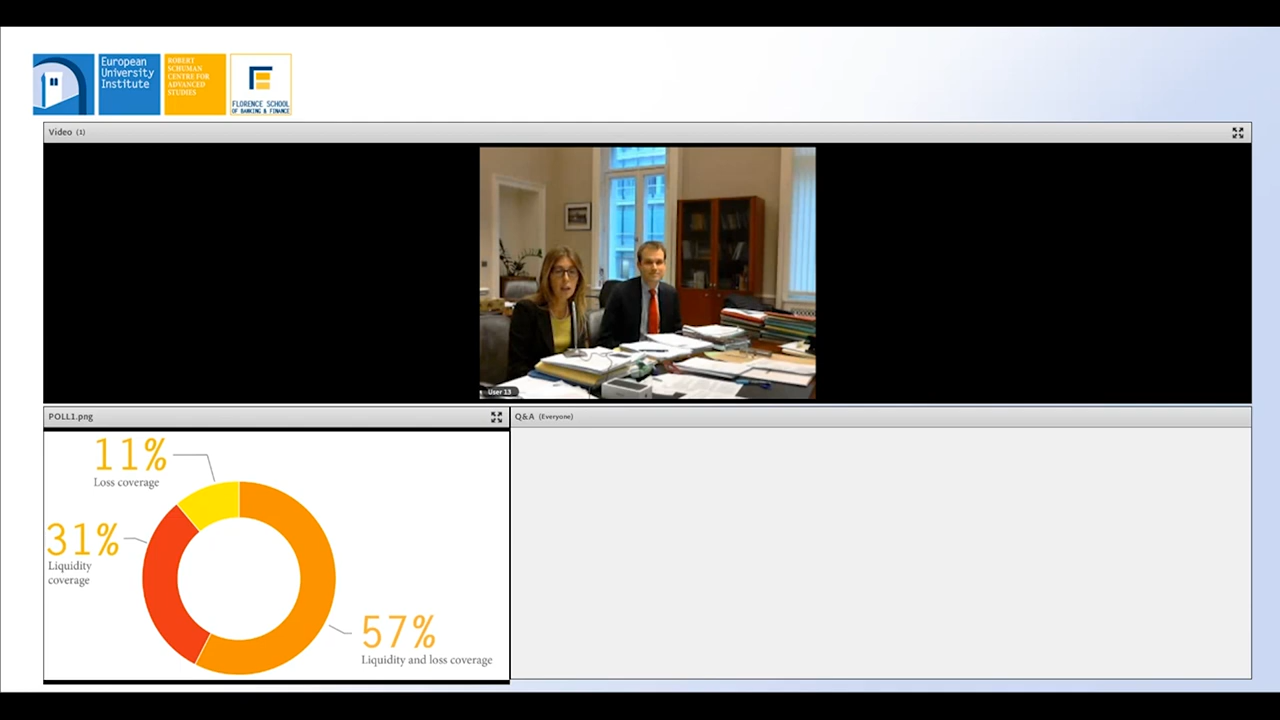 European
University
Institute
ROBERT
SCHUMAN
CENTRE FOR
ADVANCED
STUDIES
FLORENCE SCHOOL
OF BANKING & FINANCE
Video (1)
User 13
POLL1.png
11%
Loss coverage
31%
Liquidity
coverage
57%
Liquidity and loss coverage
Q&A (Everyone)